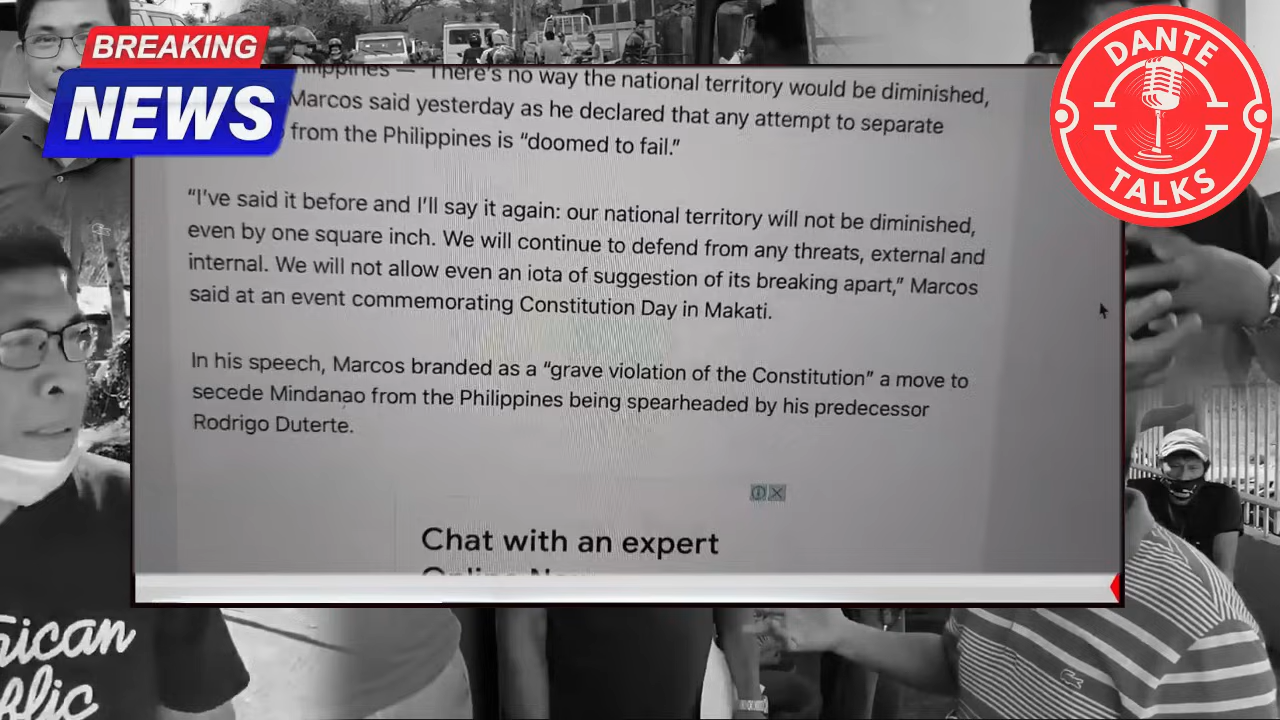 BREAKING
NEWS
DANTE
TALKS
Philippines — "There's no way the national territory would be diminished,
Marcos said yesterday as he declared that any attempt to separate
from the Philippines is “doomed to fail.”
“I’ve said it before and I’ll say it again: our national territory will not be diminished,
even by one square inch. We will continue to defend from any threats, external and
internal. We will not allow even an iota of suggestion of its breaking apart,” Marcos
said at an event commemorating Constitution Day in Makati.
In his speech, Marcos branded as a “grave violation of the Constitution” a move to
secede Mindanao from the Philippines being spearheaded by his predecessor
Rodrigo Duterte.
Chat with an expert